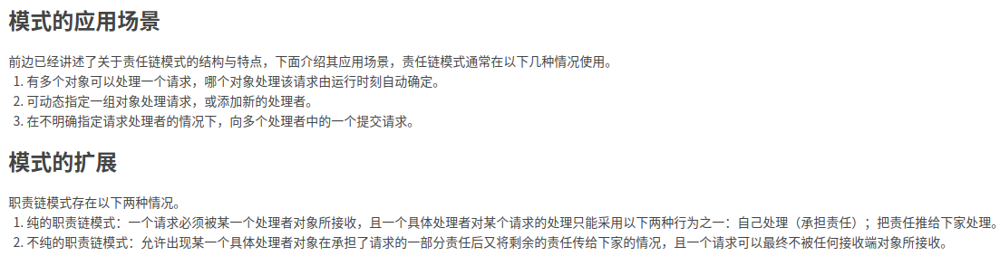 模式的应用场景
前边已经讲述了关于责任链模式的结构与特点，下面介绍其应用场景，责任链模式通常在以下几种情况使用。
1. 有多个对象可以处理一个请求，哪个对象处理该请求由运行时刻自动确定。
2. 可动态指定一组对象处理请求，或添加新的处理者。
3. 在不明确指定请求处理者的情况下，向多个处理者中的一个提交请求。
模式的扩展
职责链模式存在以下两种情况。
1. 纯的职责链模式：一个请求必须被某一个处理者对象所接收，且一个具体处理者对某个请求的处理只能采用以下两种行为之一：自己处理（承担责任）；把责任推给下家处理。
2. 不纯的职责链模式：允许出现某一个具体处理者对象在承担了请求的一部分责任后又将剩余的责任传给下家的情况，且一个请求可以最终不被任何接收端对象所接收。